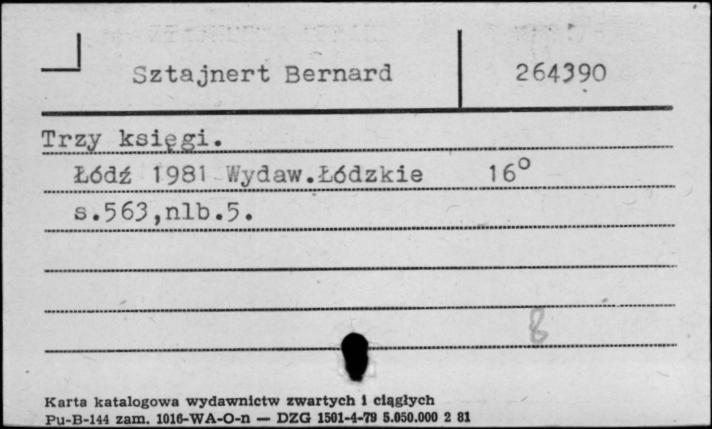 Sztajnert Bernard 264390
Trzy księgi.
Łódź 1981 Wydaw.Łódzkie 16°
s.563,nlb.5.
8
Karta katalogowa wydawnictw zwartych i ciągłych
Pu-B-144 zam. 1016-WA-O-n — DZG 1501-4-79 5.050.000 2 81